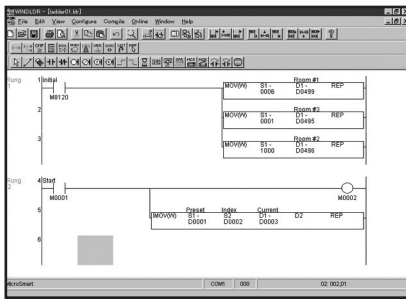 WINDLDR - [ladder01.ldr]
File Edit View Configure Compile Online Window Help
Rung 1
1 Initial
M8120
Room #1
MOV(W) S1 - D1 - REP
0006 D0499
2
Room #3
MOV(W) S1 - D1 - REP
0001 D0495
3
Room #2
MOV(W) S1 - D1 - REP
1000 D0498
Rung 2
4 Start
M0001
M0002
5
Preset Index Current
IMOV(W) S1 - S2 D1 - D2 REP
D0001 D0002 D0003
6
MicroSmart COM1 000 02: 002,01